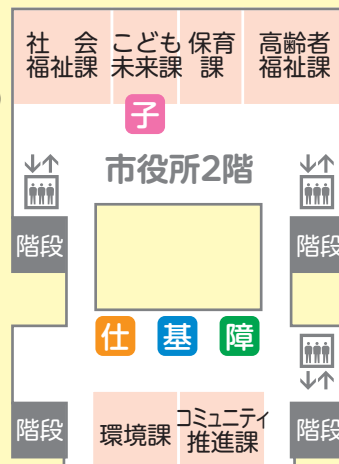 社　会
福祉課
こども
未来課
保育
課
高齢者
福祉課
子
市役所2階
階段
階段
仕 基 障
階段
環境課
コミュニティ
推進課
階段